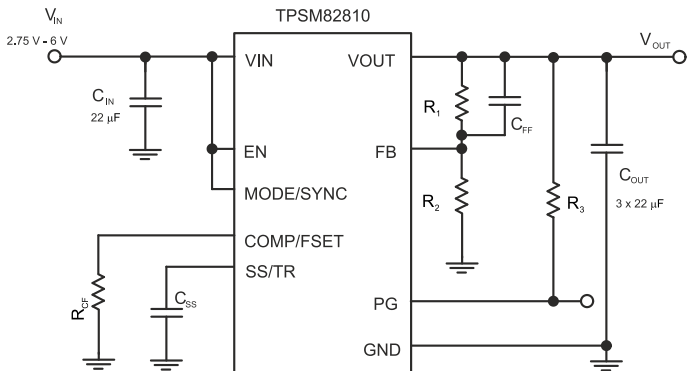 TPSM82810
VIN
2.75 V - 6 V
VIN
VOUT
VOUT
CIN
22 µF
R1
CFF
EN
FB
COUT
3 x 22 µF
MODE/SYNC
R2
R3
COMP/FSET
SS/TR
RCF
CSS
PG
GND